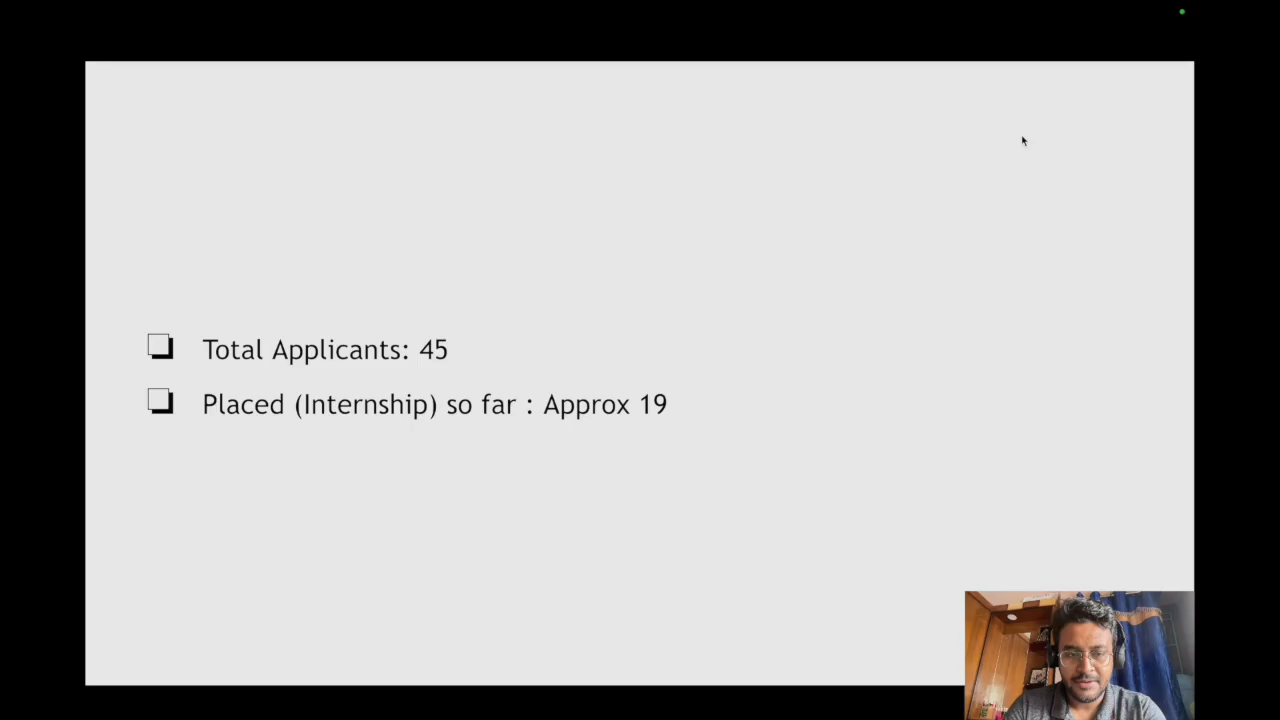 Total Applicants: 45
Placed (Internship) so far : Approx 19